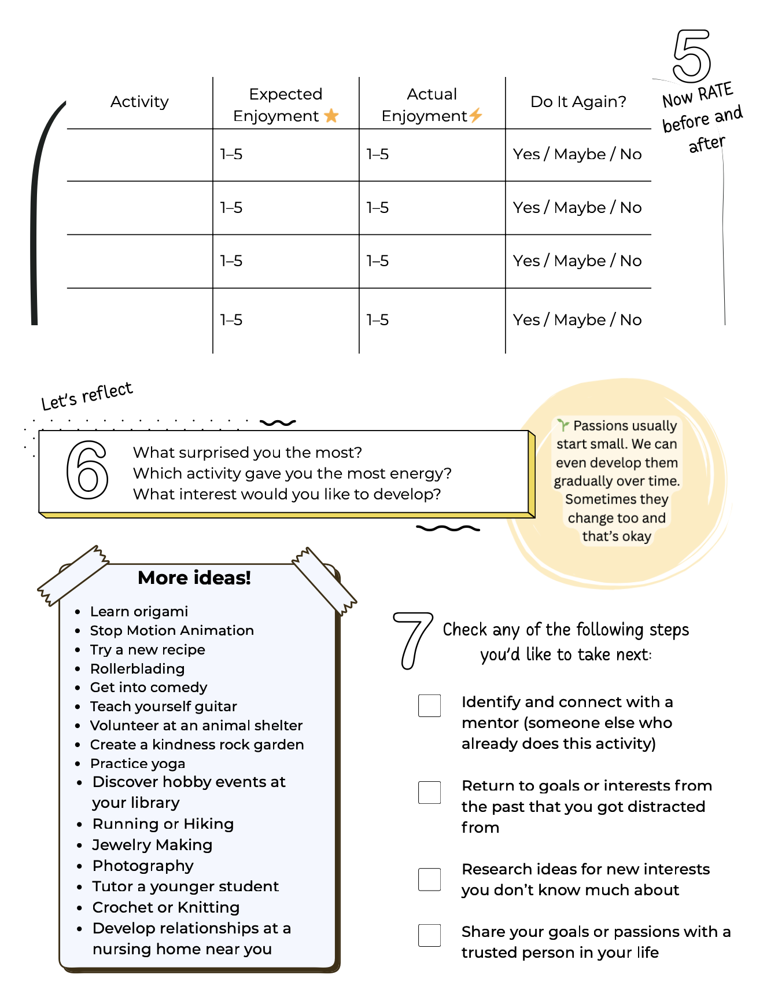 5
Now RATE
before and
after
Activity
Expected
Enjoyment ⭐
Actual
Enjoyment⚡
Do It Again?
1–5
1–5
Yes / Maybe / No
1–5
1–5
Yes / Maybe / No
1–5
1–5
Yes / Maybe / No
1–5
1–5
Yes / Maybe / No
Let's reflect
6
What surprised you the most?
Which activity gave you the most energy?
What interest would you like to develop?
🌱 Passions usually
start small. We can
even develop them
gradually over time.
Sometimes they
change too and
that's okay
More ideas!
• Learn origami
• Stop Motion Animation
• Try a new recipe
• Rollerblading
• Get into comedy
• Teach yourself guitar
• Volunteer at an animal shelter
• Create a kindness rock garden
• Practice yoga
• Discover hobby events at
your library
• Running or Hiking
• Jewelry Making
• Photography
• Tutor a younger student
• Crochet or Knitting
• Develop relationships at a
nursing home near you
7
Check any of the following steps
you'd like to take next:
Identify and connect with a
mentor (someone else who
already does this activity)
Return to goals or interests from
the past that you got distracted
from
Research ideas for new interests
you don't know much about
Share your goals or passions with a
trusted person in your life